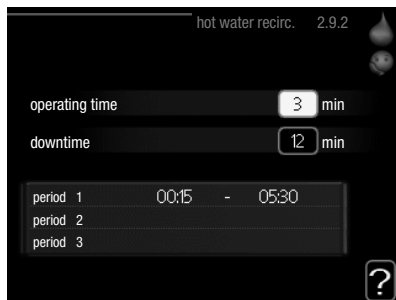 hot water recirc. 2.9.2
operating time 3 min
downtime 12 min
period 1 00:15 - 05:30
period 2
period 3
?